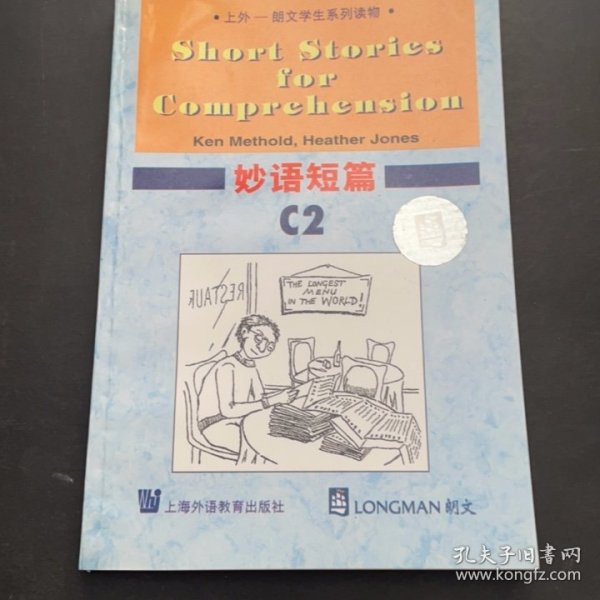 • 上外一朗文学生系列读物 •
Short Stories
for
Comprehension
Ken Methold, Heather Jones
妙语短篇
C2
RESTAUR
THE LONGEST
MENU
IN THE WORLD!
上海外语教育出版社
LONGMAN 朗文
孔夫子旧书网
www.kongfz.com